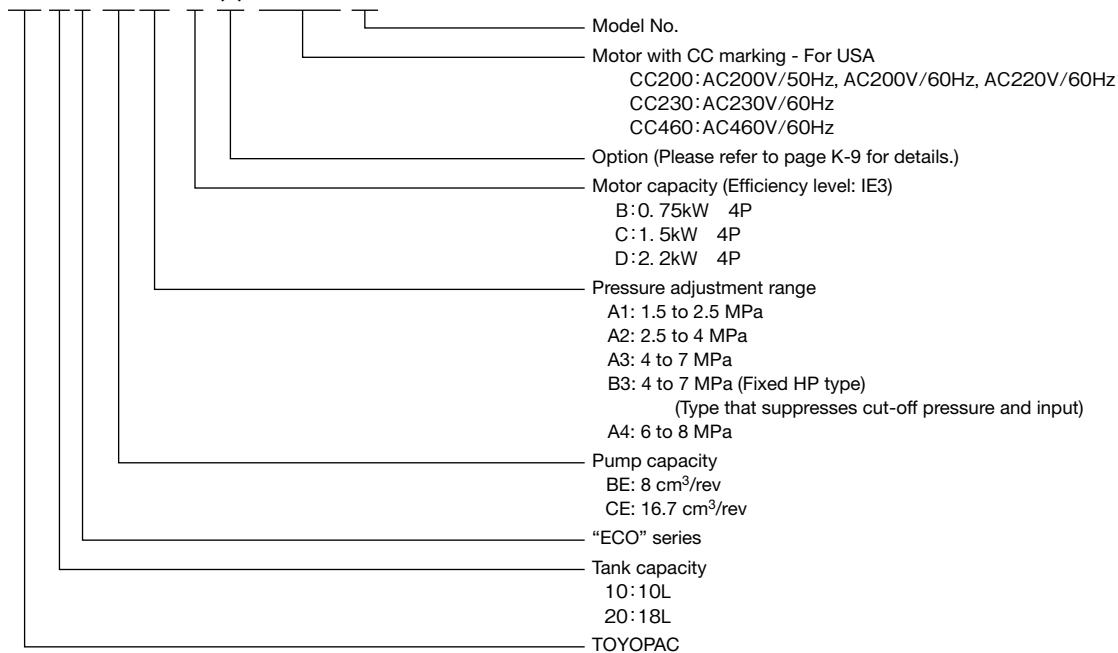 Model No.
Motor with CC marking - For USA
CC200:AC200V/50Hz, AC200V/60Hz, AC220V/60Hz
CC230:AC230V/60Hz
CC460:AC460V/60Hz
Option (Please refer to page K-9 for details.)
Motor capacity (Efficiency level: IE3)
B:0. 75kW 4P
C:1. 5kW 4P
D:2. 2kW 4P
Pressure adjustment range
A1: 1.5 to 2.5 MPa
A2: 2.5 to 4 MPa
A3: 4 to 7 MPa
B3: 4 to 7 MPa (Fixed HP type)
(Type that suppresses cut-off pressure and input)
A4: 6 to 8 MPa
Pump capacity
BE: 8 cm³/rev
CE: 16.7 cm³/rev
“ECO” series
Tank capacity
10:10L
20:18L
TOYOPAC